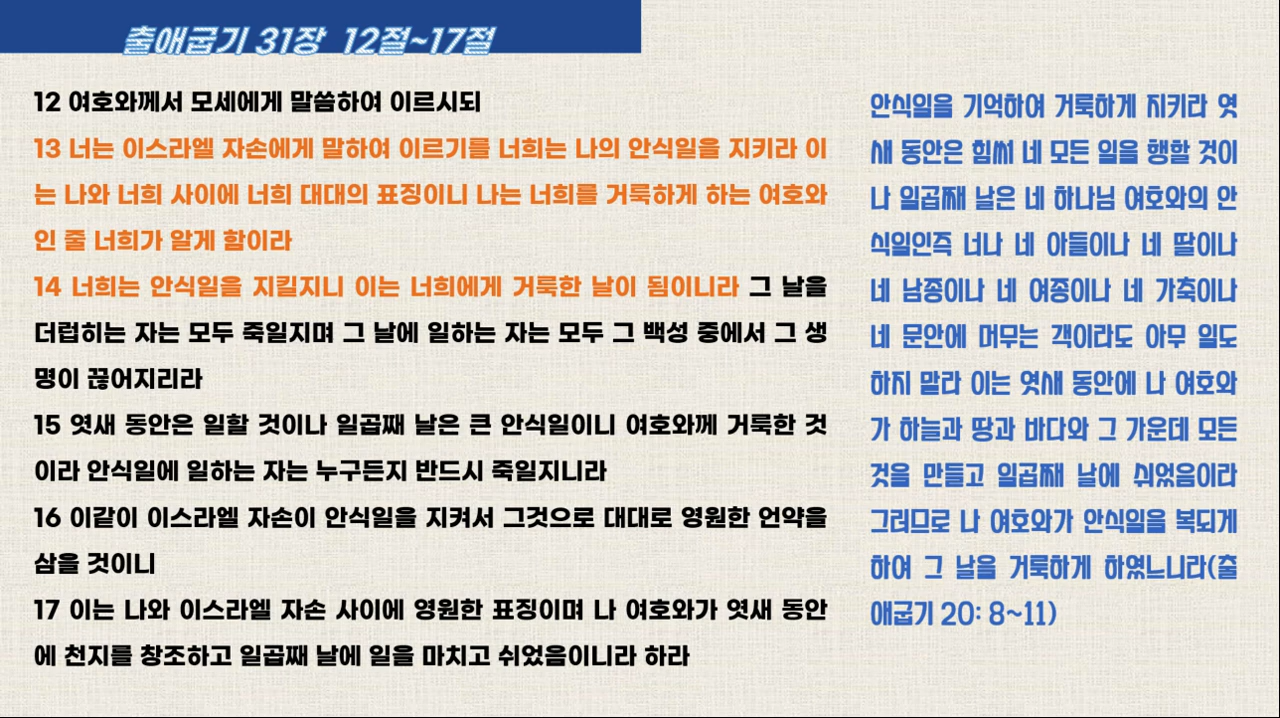 출애굽기 31장 12절~17절
12 여호와께서 모세에게 말씀하여 이르시되
13 너는 이스라엘 자손에게 말하여 이르기를 너희는 나의 안식일을 지키라 이
는 나와 너희 사이에 너희 대대의 표징이니 나는 너희를 거룩하게 하는 여호와
인 줄 너희가 알게 함이라
14 너희는 안식일을 지킬지니 이는 너희에게 거룩한 날이 됨이니라 그 날을
더럽히는 자는 모두 죽일지며 그 날에 일하는 자는 모두 그 백성 중에서 그 생
명이 끊어지리라
15 엿새 동안은 일할 것이나 일곱째 날은 큰 안식일이니 여호와께 거룩한 것
이라 안식일에 일하는 자는 누구든지 반드시 죽일지니라
16 이같이 이스라엘 자손이 안식일을 지켜서 그것으로 대대로 영원한 언약을
삼을 것이니
17 이는 나와 이스라엘 자손 사이에 영원한 표징이며 나 여호와가 엿새 동안
에 천지를 창조하고 일곱째 날에 일을 마치고 쉬었음이니라 하라
안식일을 기억하여 거룩하게 지키라 엿
새 동안은 힘써 네 모든 일을 행할 것이
나 일곱째 날은 네 하나님 여호와의 안
식일인즉 너나 네 아들이나 네 딸이나
네 남종이나 네 여종이나 네 가축이나
네 문안에 머무는 객이라도 아무 일도
하지 말라 이는 엿새 동안에 나 여호와
가 하늘과 땅과 바다와 그 가운데 모든
것을 만들고 일곱째 날에 쉬었음이라
그러므로 나 여호와가 안식일을 복되게
하여 그 날을 거룩하게 하였느니라(출
애굽기 20: 8~11)